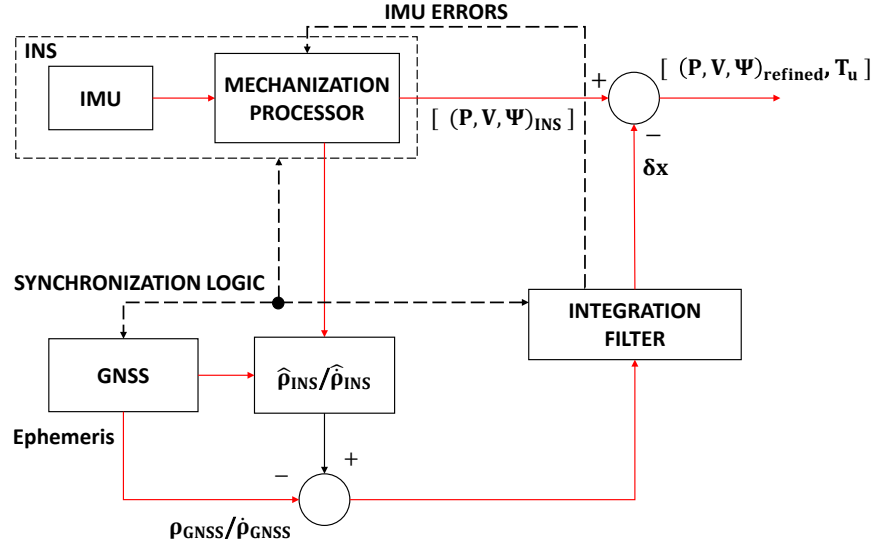 IMU ERRORS
INS
IMU
MECHANIZATION
PROCESSOR
+
[ (P, V, Ψ)refined, Tu ]
[ (P, V, Ψ)INS ]
−
δx
SYNCHRONIZATION LOGIC
INTEGRATION
FILTER
GNSS
ρ̂INS/ρ̇̂INS
Ephemeris
−
+
ρGNSS/ρ̇GNSS